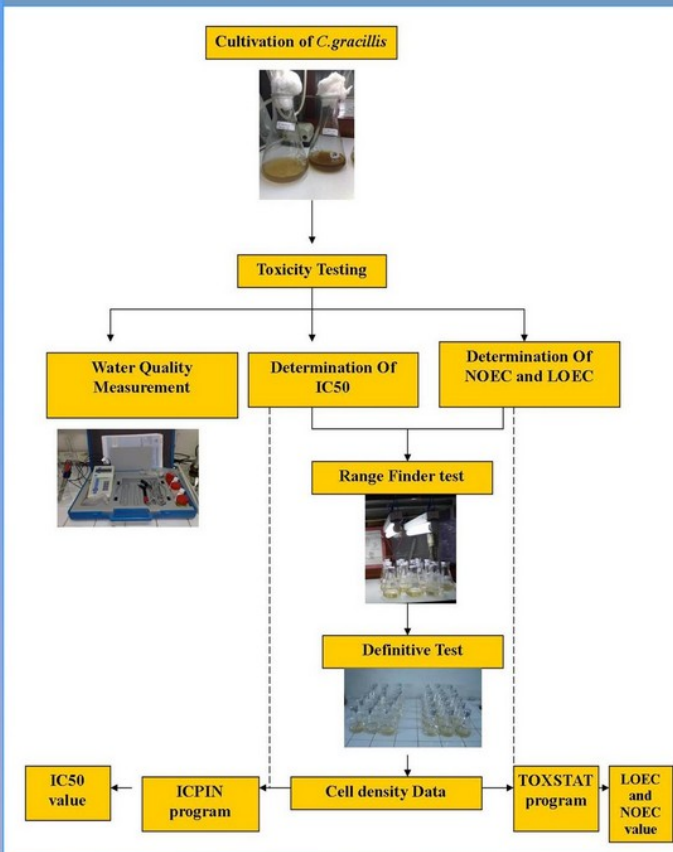 Cultivation of C.gracillis
Toxicity Testing
Water Quality
Measurement
Determination Of
IC50
Determination Of
NOEC and LOEC
Range Finder test
Definitive Test
IC50
value
ICPIN
program
Cell density Data
TOXSTAT
program
LOEC
and
NOEC
value